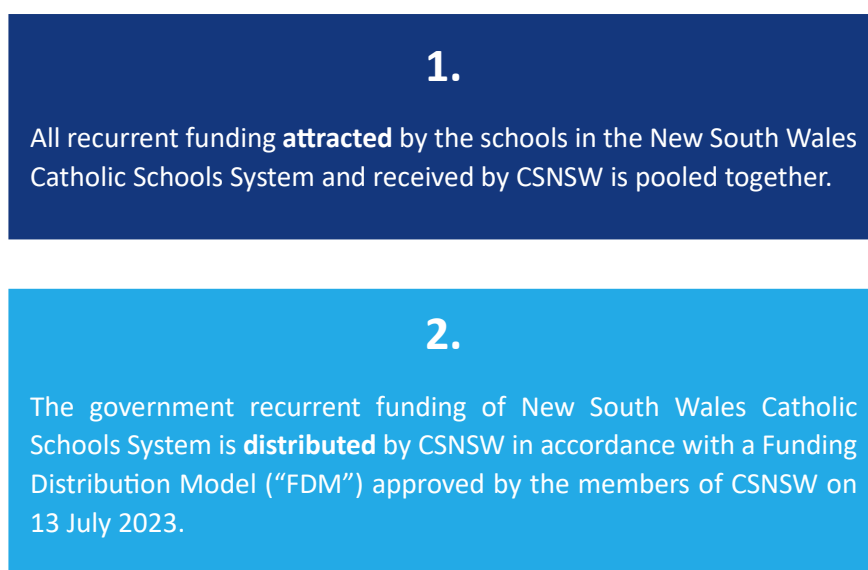 1.
All recurrent funding attracted by the schools in the New South Wales
Catholic Schools System and received by CSNSW is pooled together.
2.
The government recurrent funding of New South Wales Catholic
Schools System is distributed by CSNSW in accordance with a Funding
Distribution Model (“FDM”) approved by the members of CSNSW on
13 July 2023.